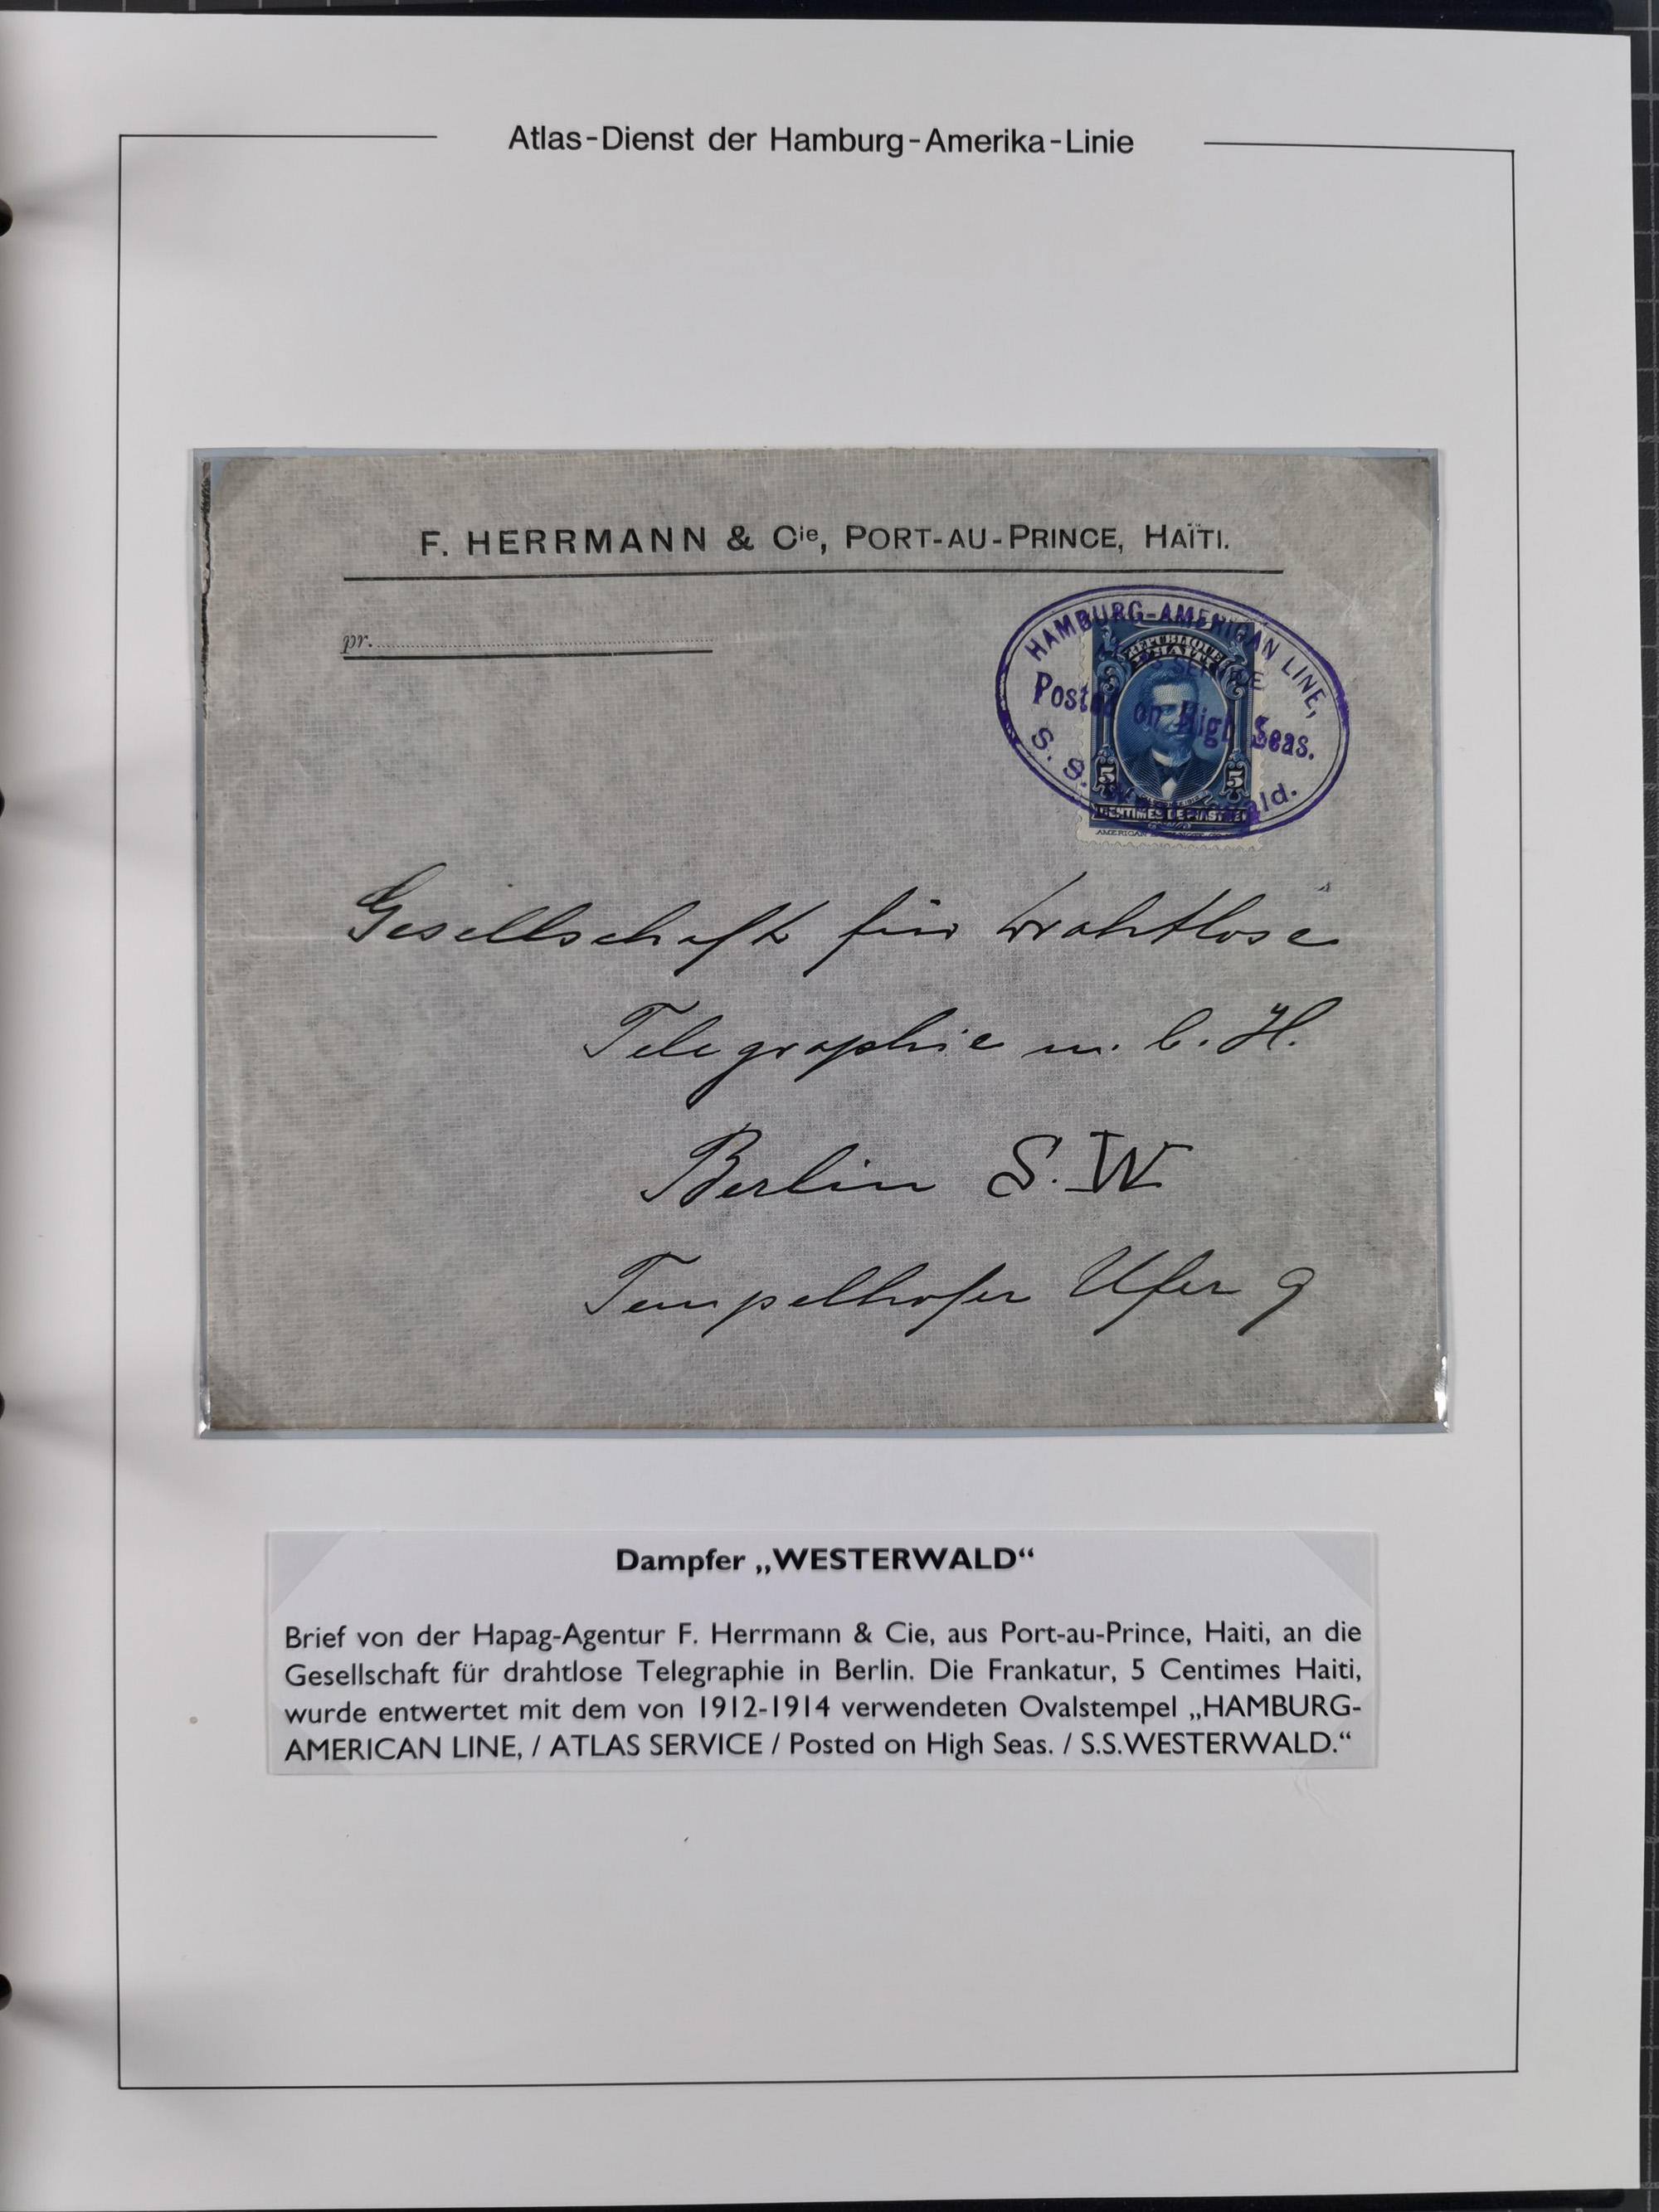 Atlas-Dienst der Hamburg-Amerika-Linie
F. HERRMANN & Cie, PORT-AU-PRINCE, HAÏTI.
pr.
HAMBURG-AMERICAN LINE,
SERVICE
Posted on High Seas.
S. S. Westerwald.
REPUBLIQUE
5 5
CENTIMES DE PIASTRE
AMERICAN
Gesellschaft für drahtlose
Telegraphie m. b. H.
Berlin S. W.
Tempelhofer Ufer 9
Dampfer „WESTERWALD“
Brief von der Hapag-Agentur F. Herrmann & Cie, aus Port-au-Prince, Haiti, an die
Gesellschaft für drahtlose Telegraphie in Berlin. Die Frankatur, 5 Centimes Haiti,
wurde entwertet mit dem von 1912-1914 verwendeten Ovalstempel „HAMBURG-
AMERICAN LINE, / ATLAS SERVICE / Posted on High Seas. / S.S.WESTERWALD.“